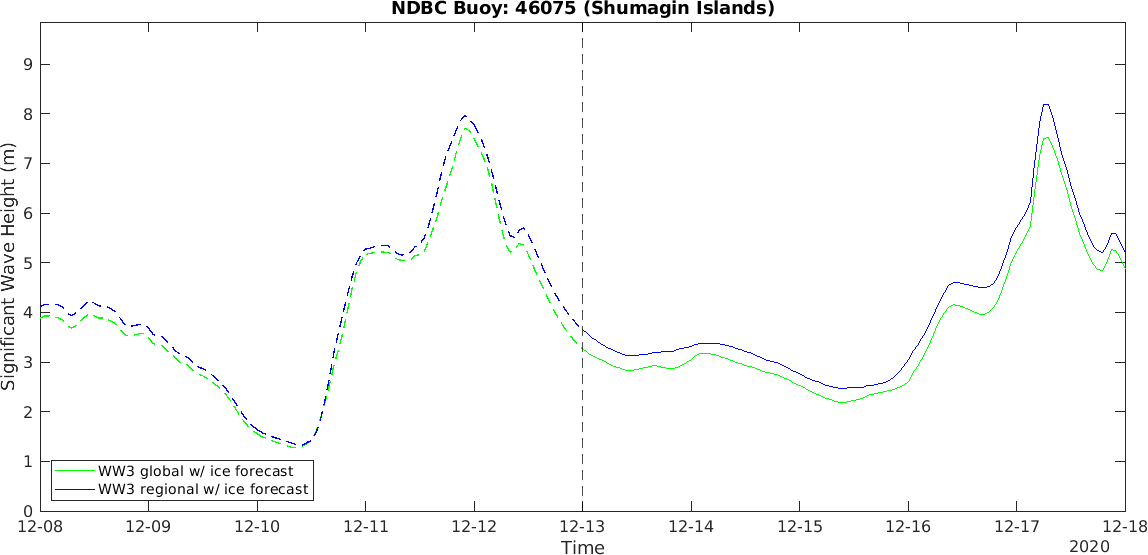 NDBC Buoy: 46075 (Shumagin Islands)
Significant Wave Height (m)
9
8
7
6
5
4
3
2
1
0
WW3 global w/ ice forecast
WW3 regional w/ ice forecast
12-08 12-09 12-10 12-11 12-12 12-13 12-14 12-15 12-16 12-17 12-18
Time
2020